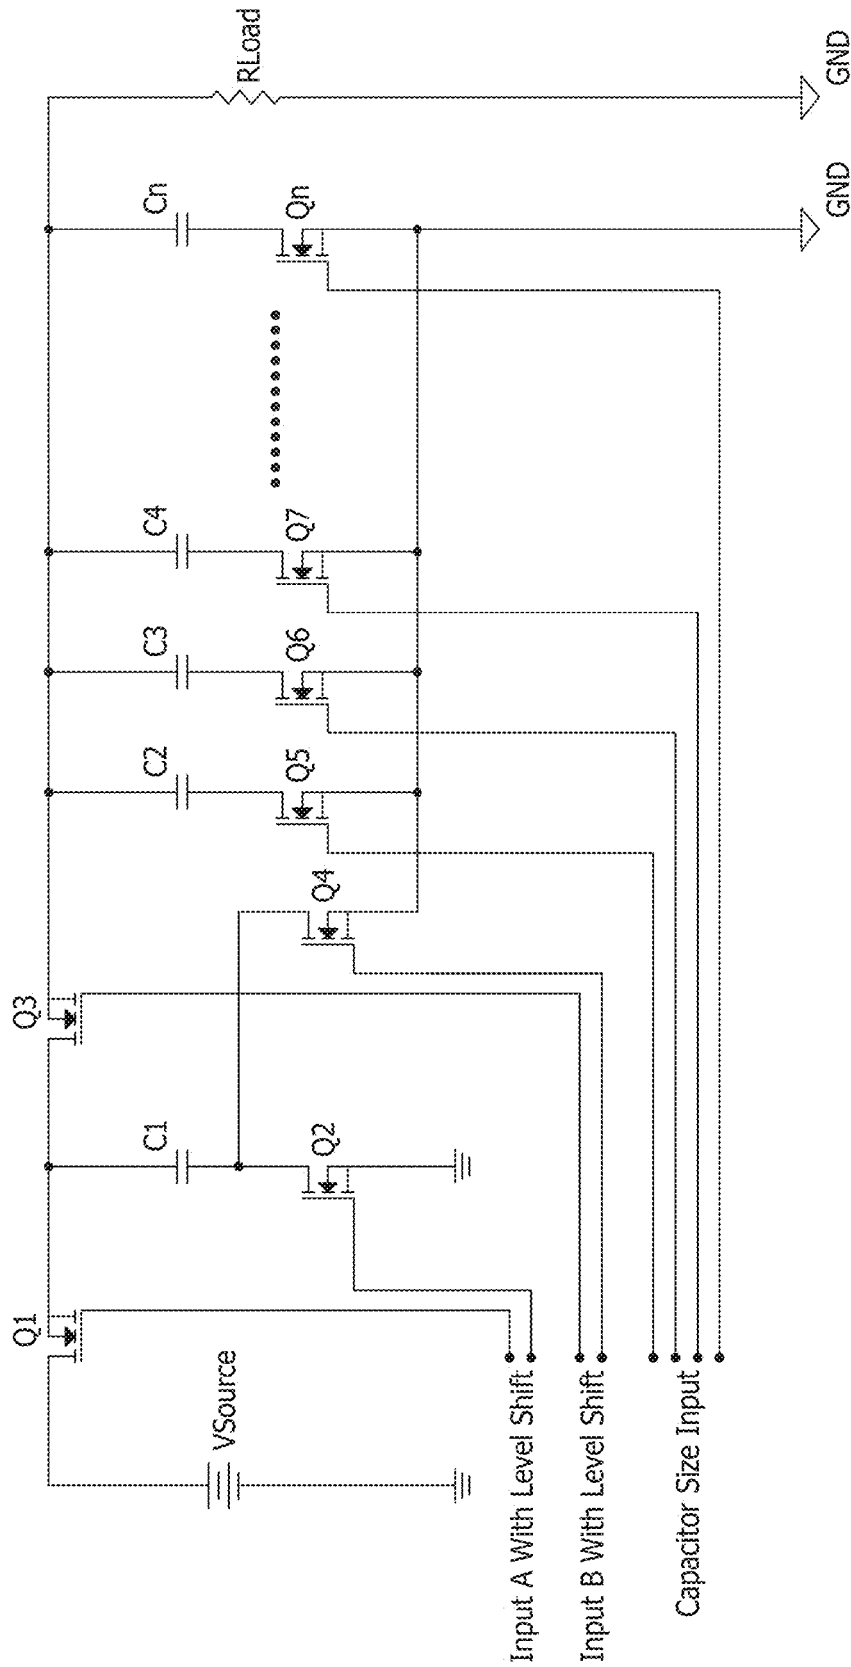 VSource
Q1
C1
Q2
Q3
Q4
C2
Q5
C3
Q6
C4
Q7
Cn
Qn
RLoad
GND
GND
Input A With Level Shift
Input B With Level Shift
Capacitor Size Input